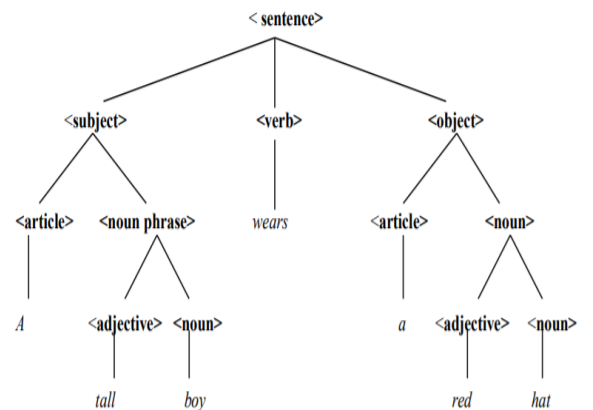 < sentence>
<subject> <verb> <object>
<article> <noun phrase> wears <article> <noun>
A <adjective> <noun> a <adjective> <noun>
tall boy red hat